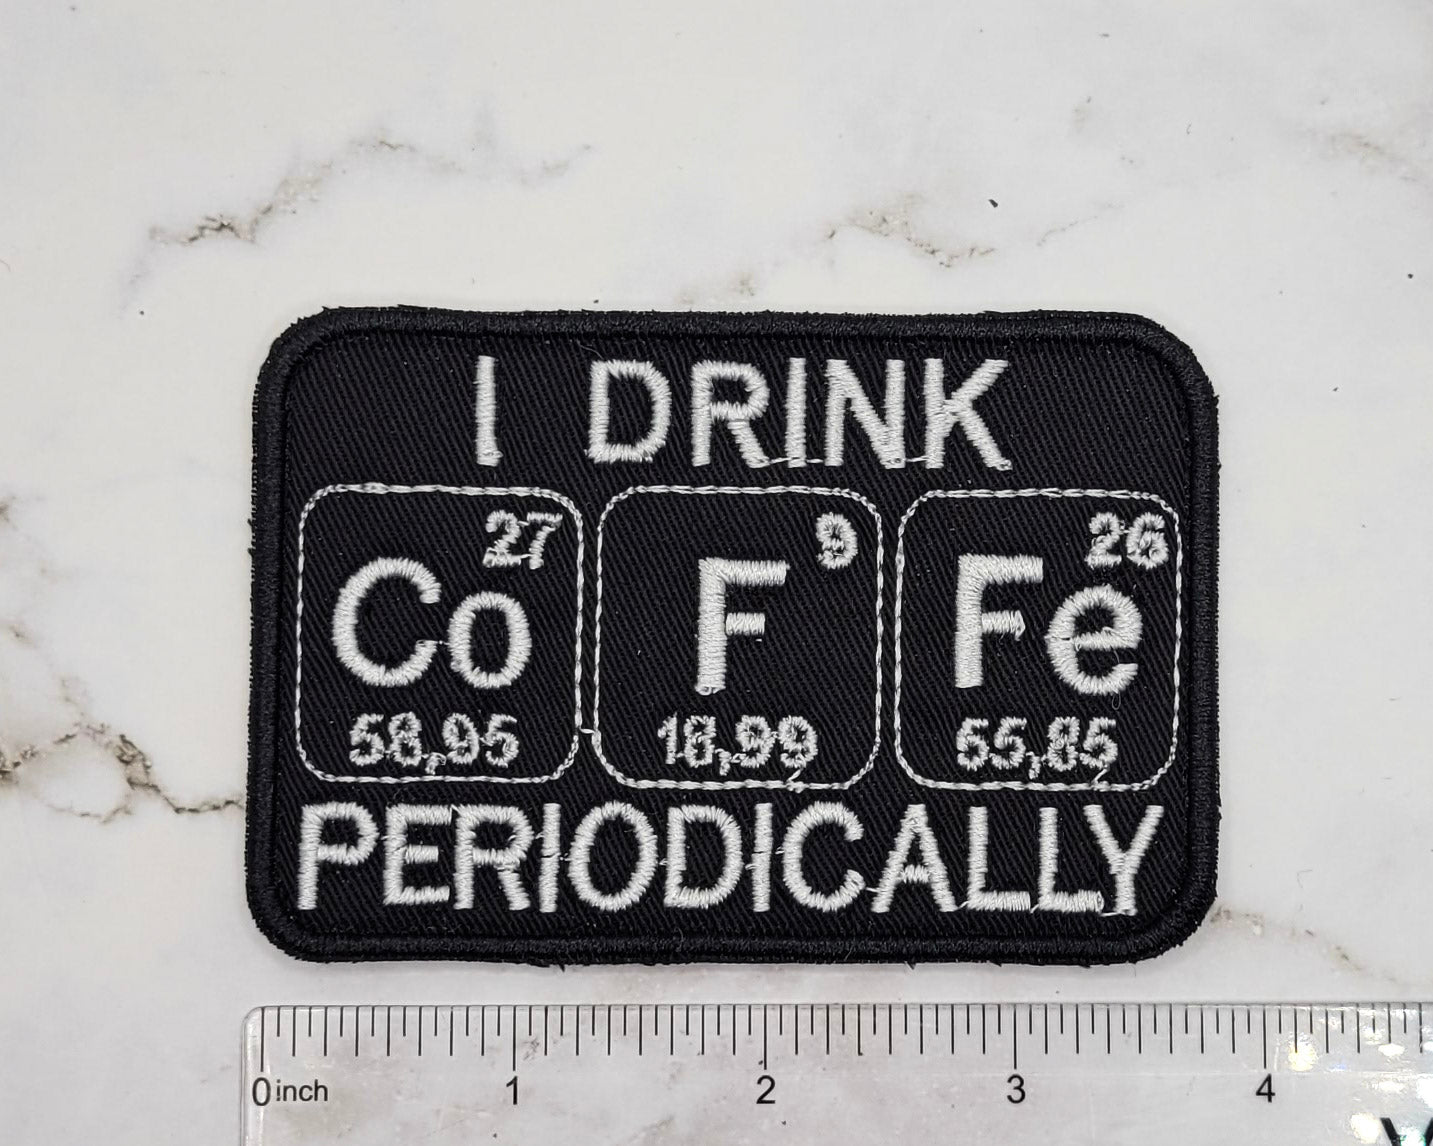 I DRINK
27 9 26
Co F Fe
58,95 18,99 55,85
PERIODICALLY
0 inch 1 2 3 4